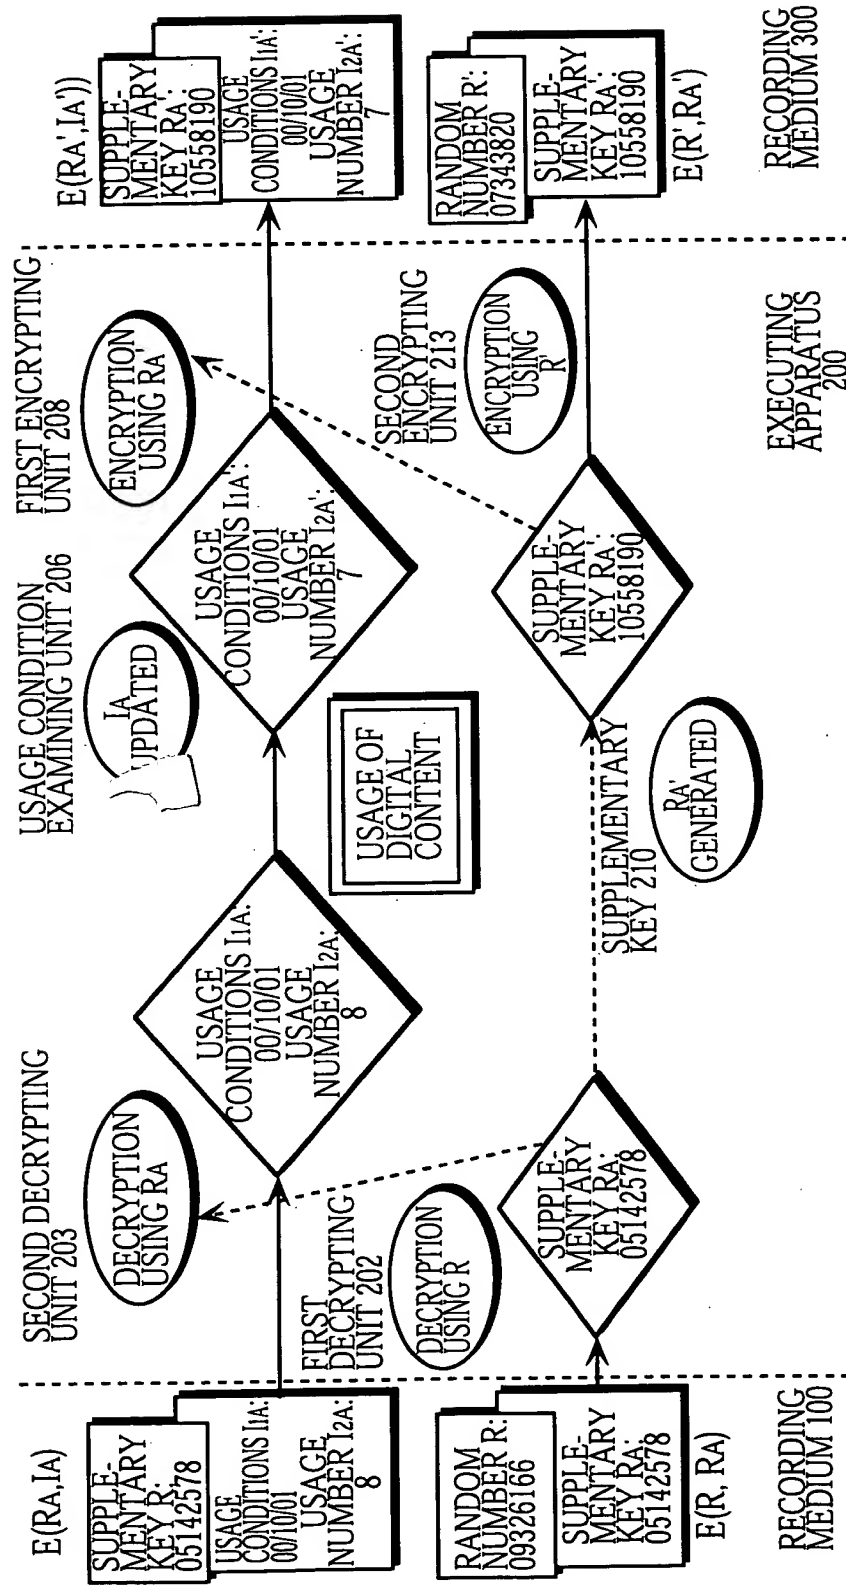 E(RA,IA)
SUPPLE-
MENTARY
KEY R:
05142578
USAGE
CONDITIONS I1A:
00/10/01
USAGE
NUMBER I2A:
8
RANDOM
NUMBER R:
09326166
SUPPLE-
MENTARY
KEY RA:
05142578
E(R, RA)
RECORDING
MEDIUM 100
SECOND DECRYPTING
UNIT 203
DECRYPTION
USING RA
FIRST
DECRYPTING
UNIT 202
DECRYPTION
USING R
USAGE
CONDITIONS I1A':
00/10/01
USAGE
NUMBER I2A:
8
SUPPLE-
MENTARY
KEY RA:
05142578
USAGE CONDITION
EXAMINING UNIT 206
IA
UPDATED
USAGE OF
DIGITAL
CONTENT
SUPPLEMENTARY
KEY 210
RA'
GENERATED
FIRST ENCRYPTING
UNIT 208
ENCRYPTION
USING RA'
USAGE
CONDITIONS I1A':
00/10/01
USAGE
NUMBER I2A':
7
SECOND
ENCRYPTING
UNIT 213
ENCRYPTION
USING
R'
SUPPLE-
MENTARY
KEY RA':
10558190
EXECUTING
APPARATUS
200
E(RA',IA'))
SUPPLE-
MENTARY
KEY RA':
10558190
USAGE
CONDITIONS I1A':
00/10/01
USAGE
NUMBER I2A':
7
RANDOM
NUMBER R':
07343820
SUPPLE-
MENTARY
KEY RA':
10558190
E(R',RA')
RECORDING
MEDIUM 300